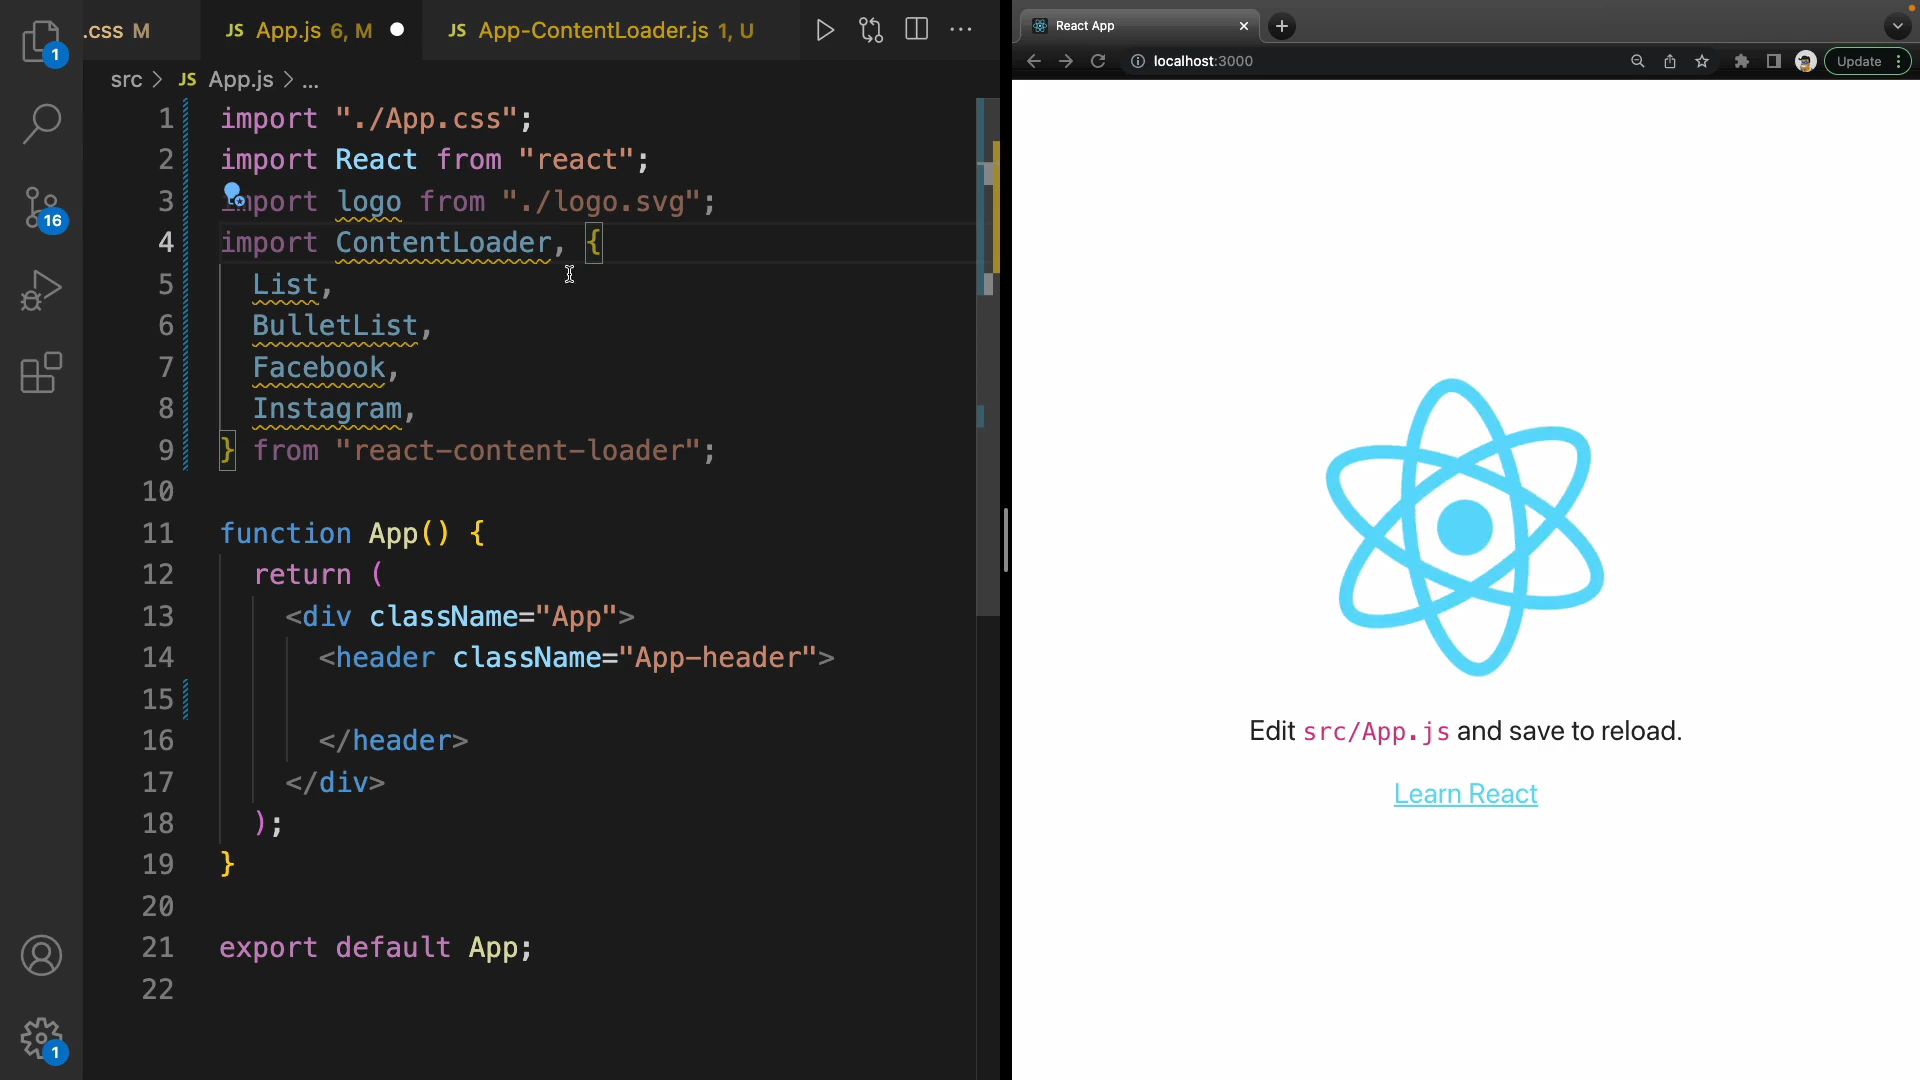 .css M
JS App.js 6, M
JS App-ContentLoader.js 1, U
src > JS App.js > ...
1 import "./App.css";
2 import React from "react";
3 import logo from "./logo.svg";
4 import ContentLoader, {
5 List,
6 BulletList,
7 Facebook,
8 Instagram,
9 } from "react-content-loader";
10
11 function App() {
12 return (
13 <div className="App">
14 <header className="App-header">
15
16 </header>
17 </div>
18 );
19 }
20
21 export default App;
22
1
16
1
React App
localhost:3000
Update
Edit src/App.js and save to reload.
Learn React